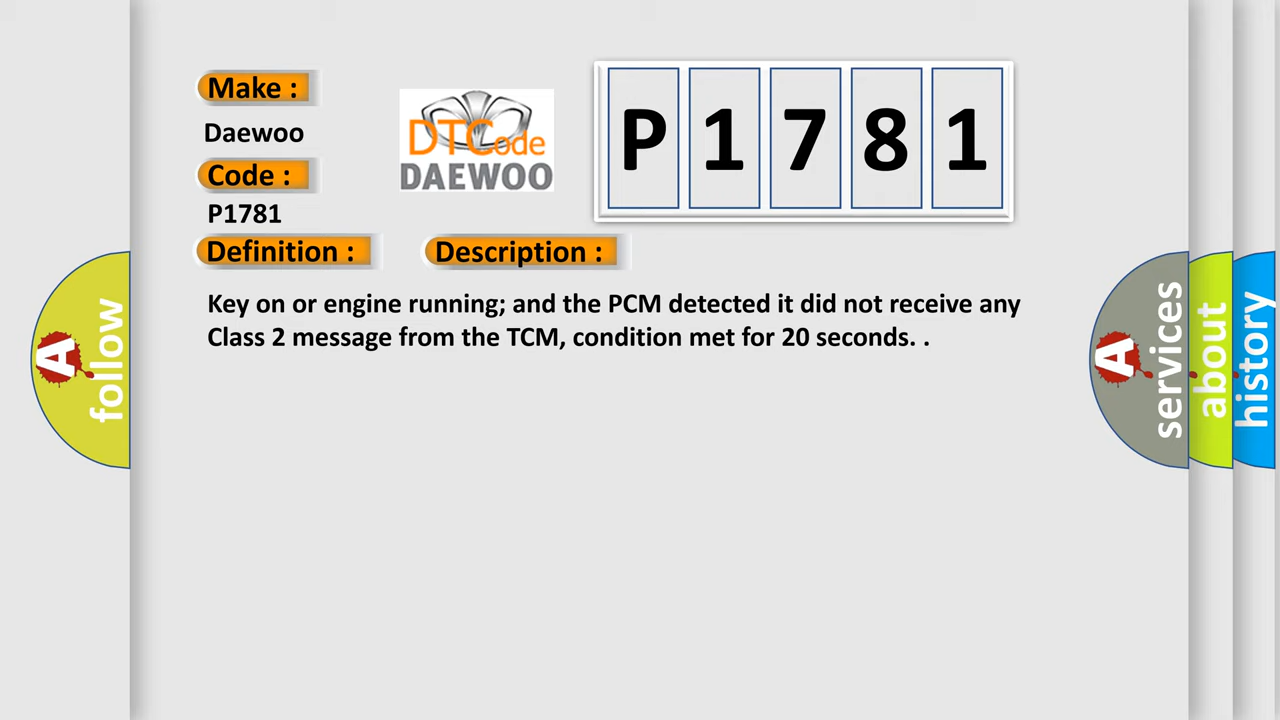 Make :
Daewoo
Code :
P1781
Definition :
Description :
DTCode
DAEWOO
P 1 7 8 1
Key on or engine running; and the PCM detected it did not receive any
Class 2 message from the TCM, condition met for 20 seconds. .
A follow
A services
about
history